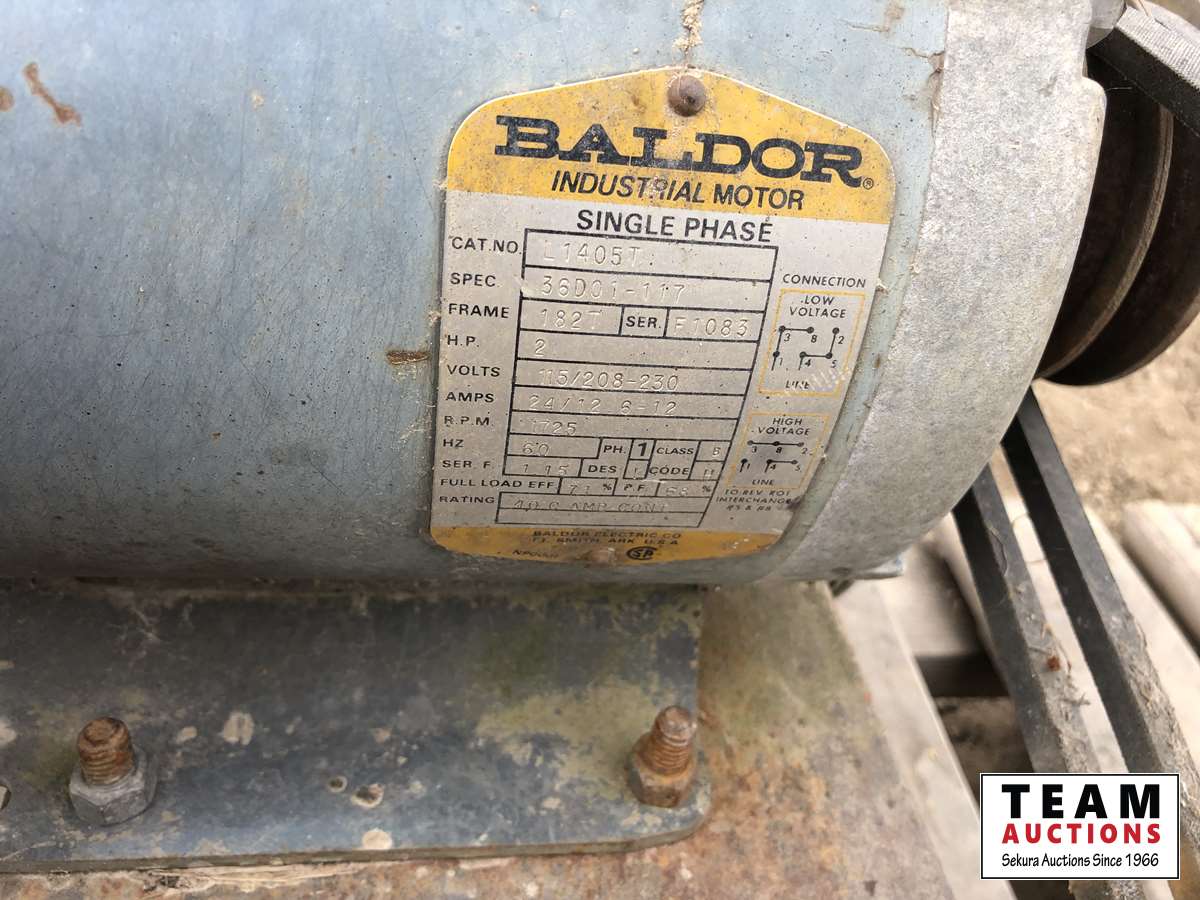 BALDOR®
INDUSTRIAL MOTOR
SINGLE PHASE
CAT.NO. L1405T
SPEC. 36D01-117
FRAME 182T SER. F1083
H.P. 2
VOLTS 115/208-230
AMPS 24/12.6-12
R.P.M. 1725
HZ 60 PH. 1 CLASS B
SER. F. 1.15 DES L CODE H
FULL LOAD EFF. 71 % P.F. 68 %
RATING 40 C AMB CONT
BALDOR ELECTRIC CO
FT. SMITH, ARK U.S.A
SA
CONNECTION
LOW
VOLTAGE
3 8 2
1 4 5
LINE
HIGH
VOLTAGE
3 8 2
1 4 5
LINE
TO REV. ROT.
INTERCHANGE
TEAM
AUCTIONS
Sekura Auctions Since 1966